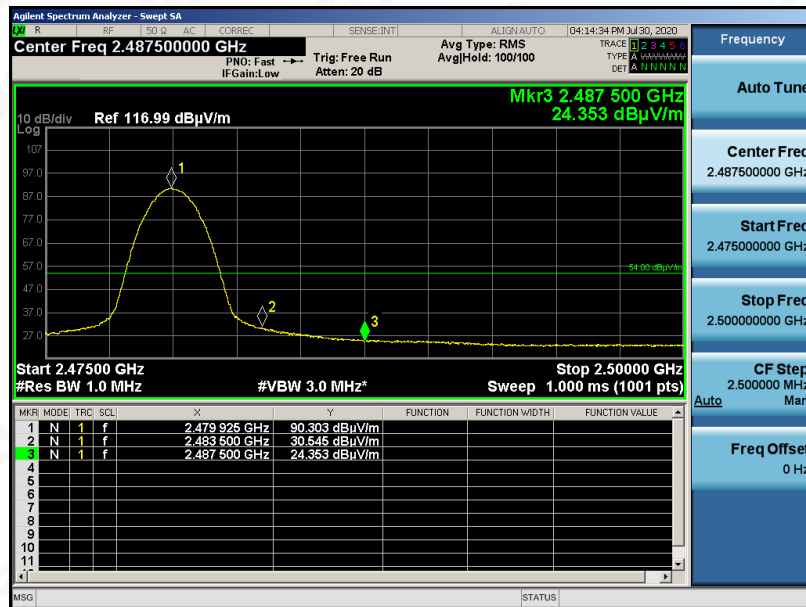 Agilent Spectrum Analyzer - Swept SA
LXI R RF 50 Ω AC CORREC SENSE:INT ALIGN AUTO 04:14:34 PM Jul 30, 2020
Center Freq 2.487500000 GHz Avg Type: RMS TRACE 1 2 3 4 5 6
PNO: Fast Trig: Free Run Avg|Hold: 100/100 TYPE A WWWWW
IFGain:Low Atten: 20 dB DET A N N N N N
Mkr3 2.487 500 GHz
10 dB/div Ref 116.99 dBµV/m 24.353 dBµV/m
Log
107
97.0
1
87.0
77.0
67.0
57.0
54.00 dBµV/m
47.0
37.0
2
3
27.0
Start 2.47500 GHz Stop 2.50000 GHz
#Res BW 1.0 MHz #VBW 3.0 MHz* Sweep 1.000 ms (1001 pts)
MKR MODE TRC SCL X Y FUNCTION FUNCTION WIDTH FUNCTION VALUE
1 N 1 f 2.479 925 GHz 90.303 dBµV/m
2 N 1 f 2.483 500 GHz 30.545 dBµV/m
3 N 1 f 2.487 500 GHz 24.353 dBµV/m
4
5
6
7
8
9
10
11
MSG STATUS
Frequency
Auto Tune
Center Freq
2.487500000 GHz
Start Freq
2.475000000 GHz
Stop Freq
2.500000000 GHz
CF Step
2.500000 MHz
Auto Man
Freq Offset
0 Hz